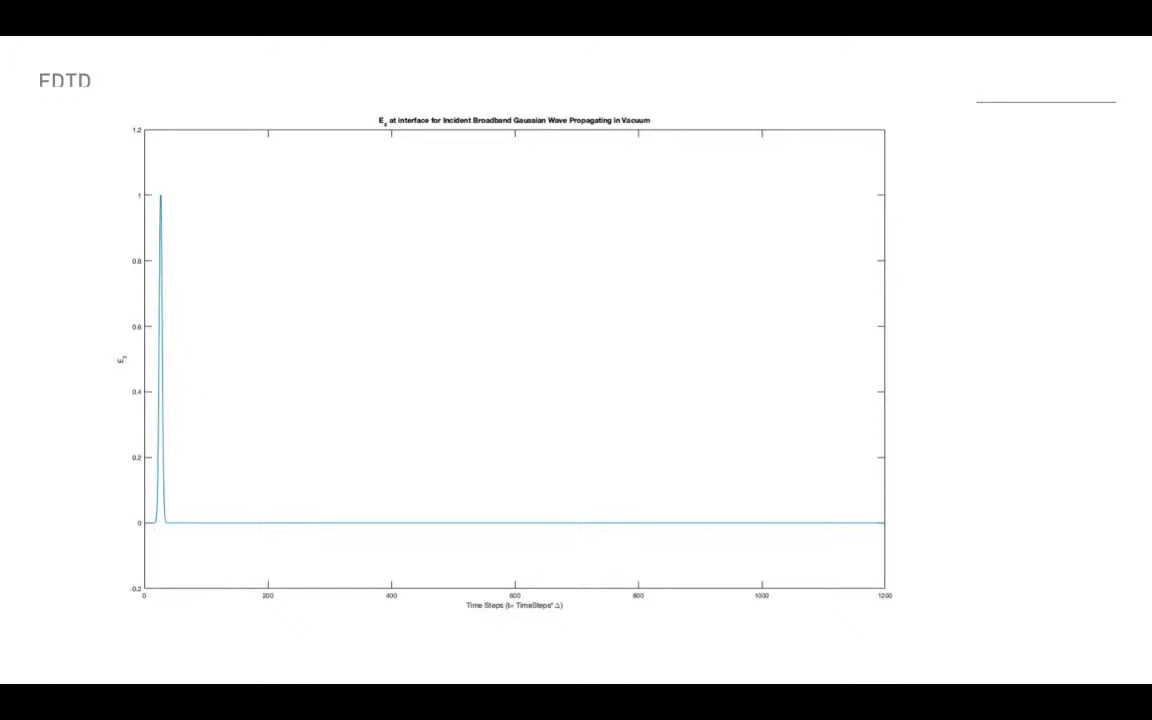 FDTD
E_z at interface for Incident Broadband Gaussian Wave Propagating in Vacuum
1.2
1
0.8
0.6
0.4
0.2
0
-0.2
E_z
0 200 400 600 800 1000 1200
Time Steps (t= TimeSteps*Δ)